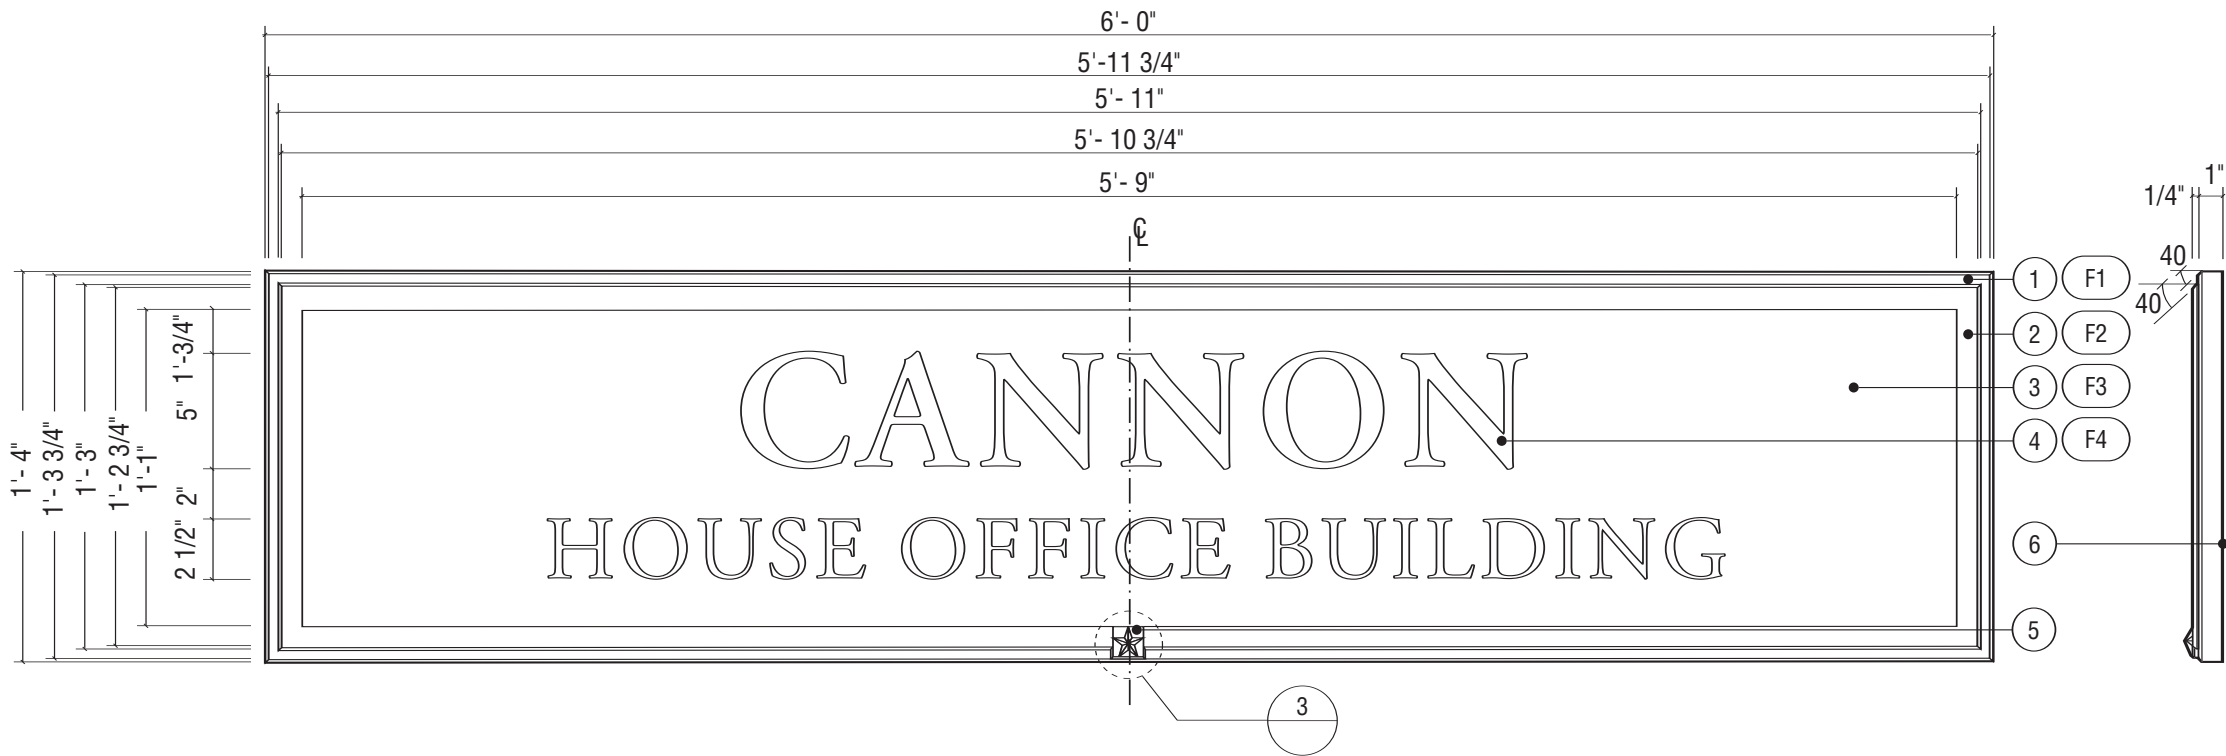 6'- 0"
5'-11 3/4"
5'- 11"
5'- 10 3/4"
5'- 9"
℄
1"
1/4"
40
40
1 F1
2 F2
3 F3
4 F4
6
5
1'- 4"
1'- 3 3/4"
1'- 3"
1'- 2 3/4"
1'-1"
1'-3/4"
5"
2"
2 1/2"
CANNON
HOUSE OFFICE BUILDING
3